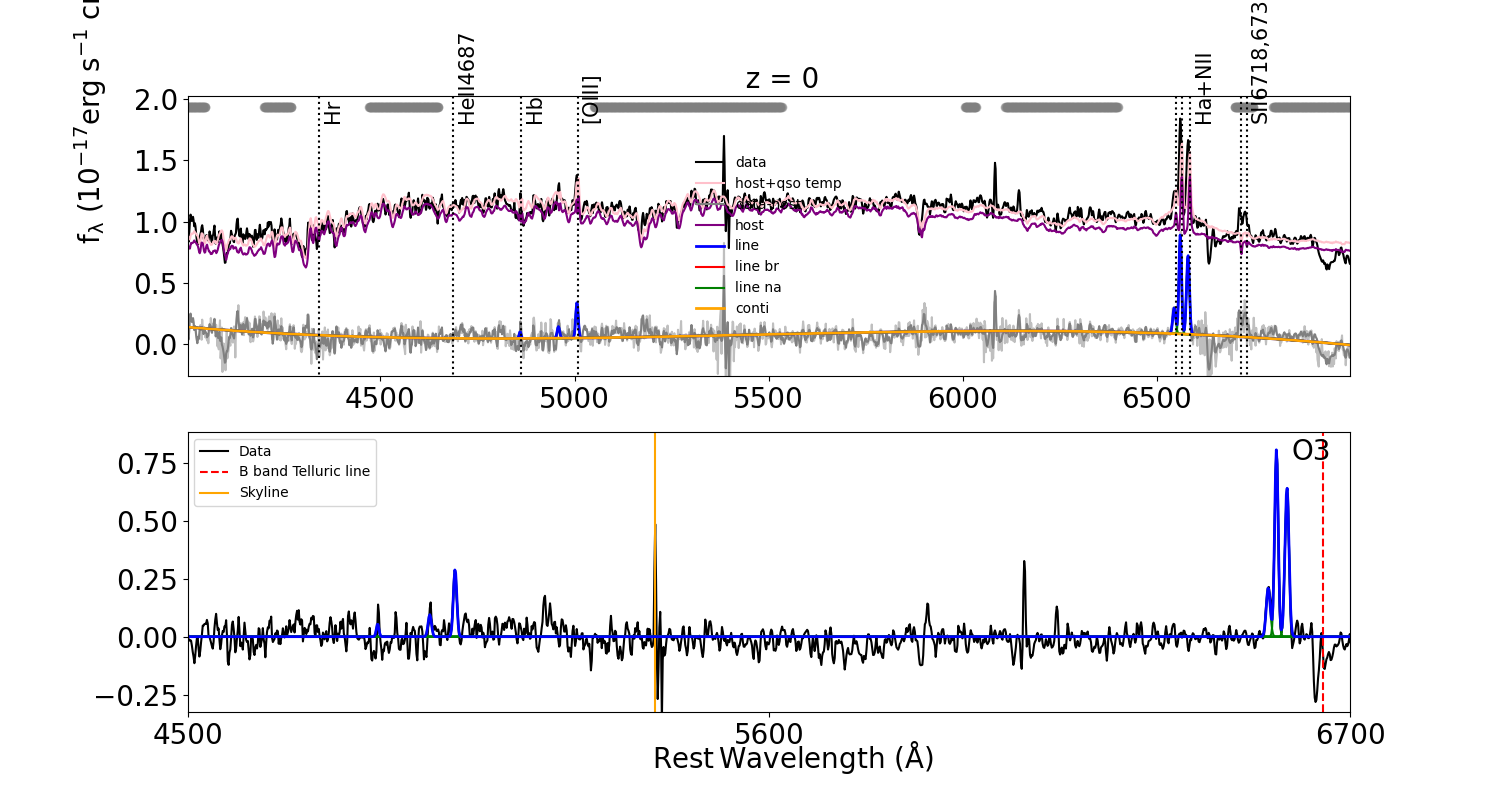 z = 0
fλ (10⁻¹⁷erg s⁻¹ c
Hr
HeII4687
Hb
[OIII]
Ha+NII
SII6718,673
2.0
1.5
1.0
0.5
0.0
data
host+qso temp
host
line
line br
line na
conti
4500 5000 5500 6000 6500
Data
B band Telluric line
Skyline
O3
0.75
0.50
0.25
0.00
−0.25
4500 5600 6700
Rest Wavelength (Å)